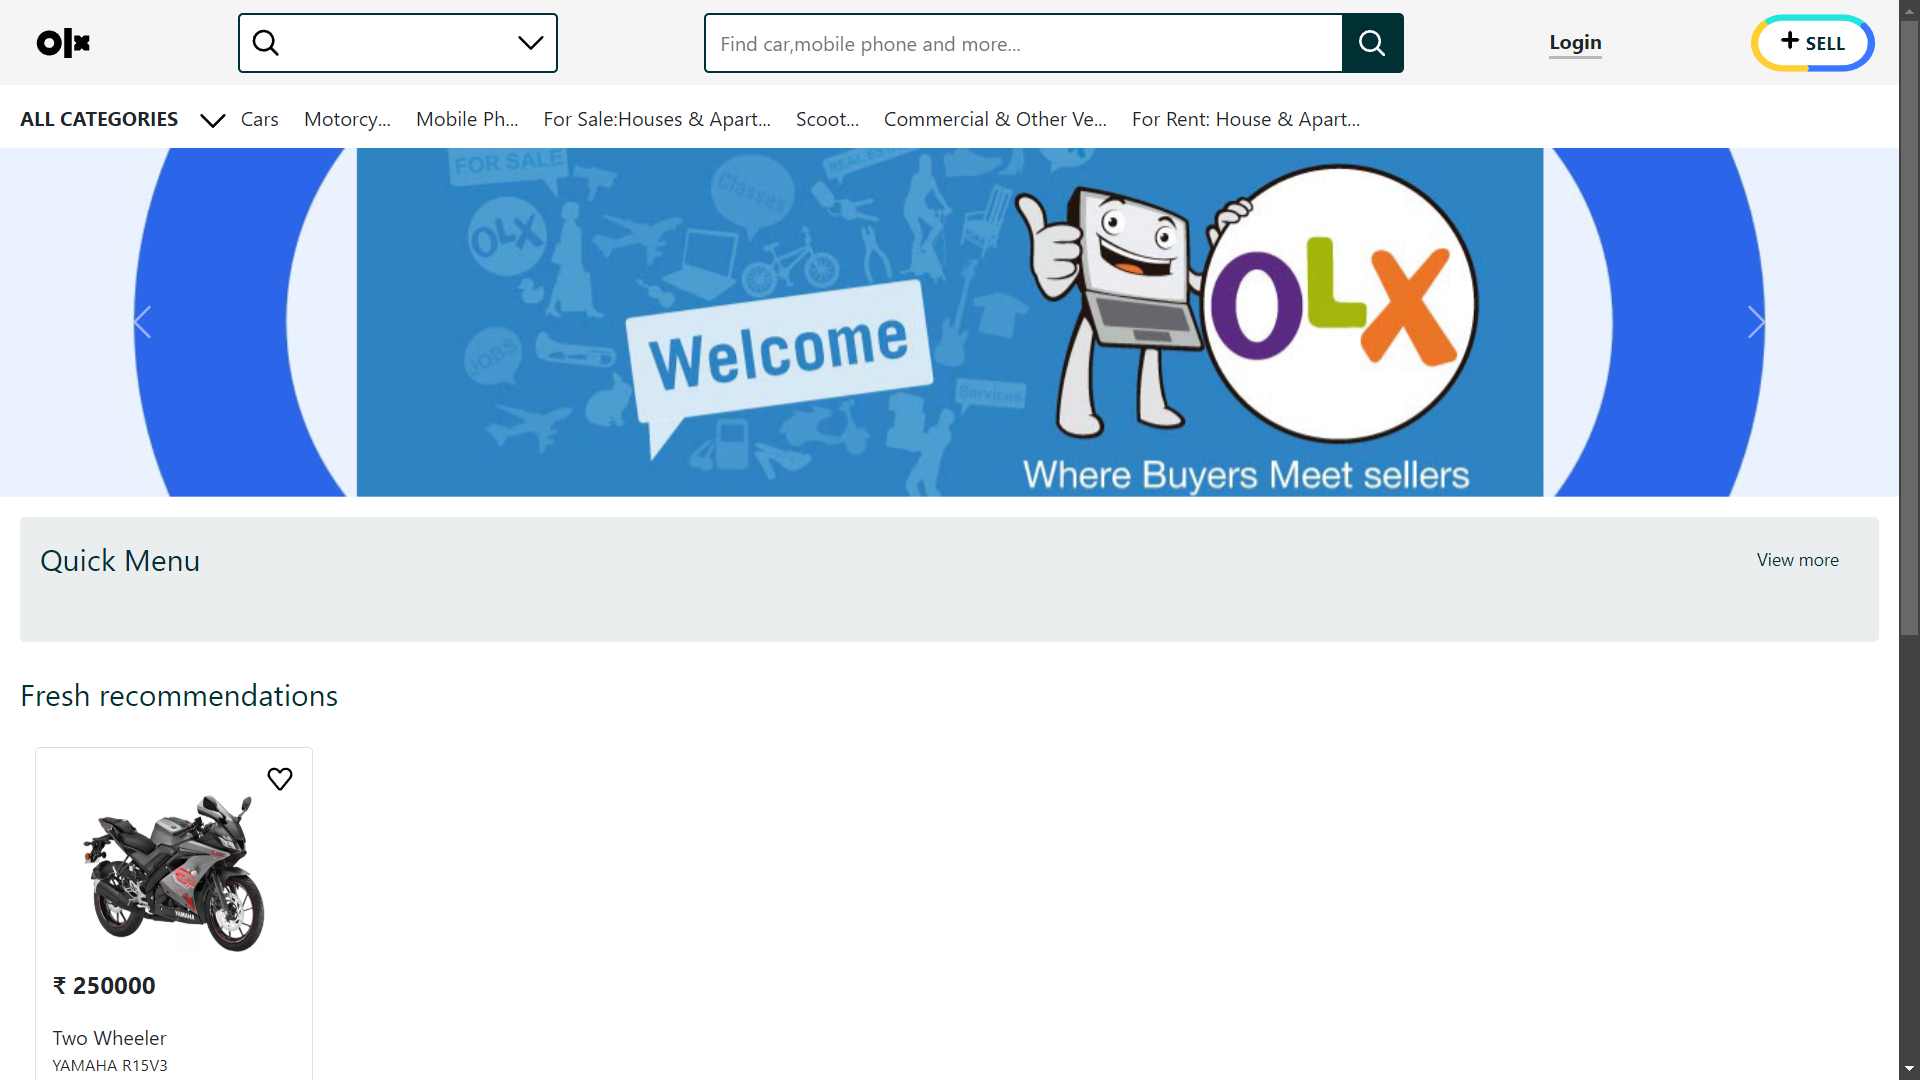 olx
Find car,mobile phone and more...
Login
+ SELL
ALL CATEGORIES
Cars
Motorcy...
Mobile Ph...
For Sale:Houses & Apart...
Scoot...
Commercial & Other Ve...
For Rent: House & Apart...
FOR SALE
Classes
OLX
JOBS
Welcome
Services
OLX
Where Buyers Meet sellers
Quick Menu
View more
Fresh recommendations
YAMAHA
₹ 250000
Two Wheeler
YAMAHA R15V3